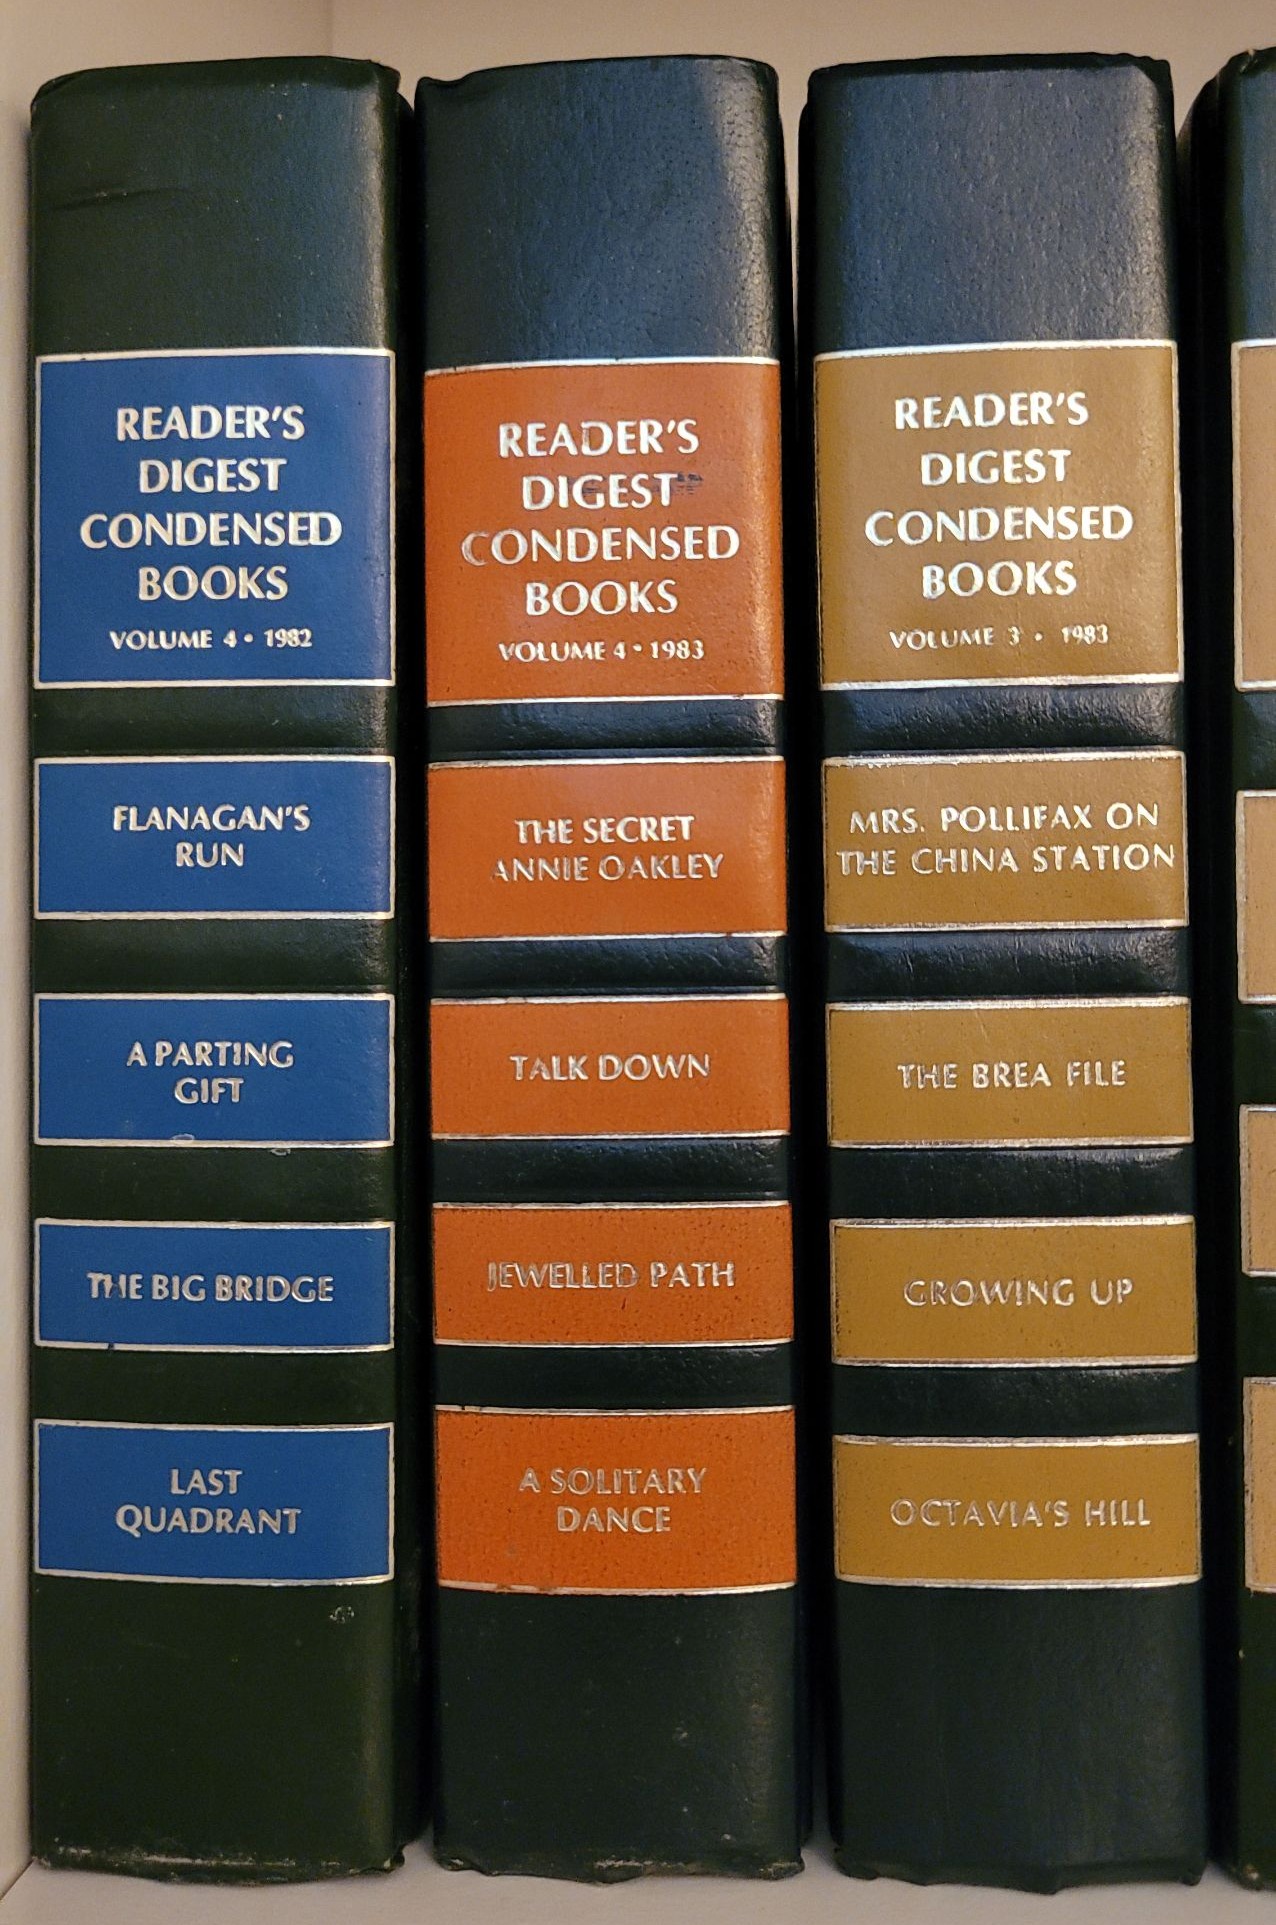 READER'S
DIGEST
CONDENSED
BOOKS
VOLUME 4 • 1982
FLANAGAN'S
RUN
A PARTING
GIFT
THE BIG BRIDGE
LAST
QUADRANT
READER'S
DIGEST
CONDENSED
BOOKS
VOLUME 4 • 1983
THE SECRET
ANNIE OAKLEY
TALK DOWN
JEWELLED PATH
A SOLITARY
DANCE
READER'S
DIGEST
CONDENSED
BOOKS
VOLUME 3 • 1983
MRS. POLLIFAX ON
THE CHINA STATION
THE BREA FILE
GROWING UP
OCTAVIA'S HILL